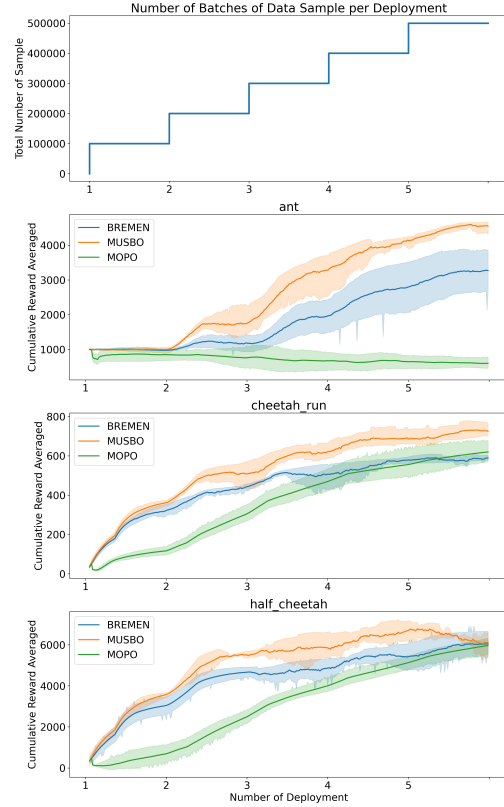 Number of Batches of Data Sample per Deployment
Total Number of Sample
500000
400000
300000
200000
100000
0
1 2 3 4 5
ant
Cumulative Reward Averaged
4000
3000
2000
1000
BREMEN
MUSBO
MOPO
1 2 3 4 5
cheetah_run
Cumulative Reward Averaged
800
600
400
200
0
BREMEN
MUSBO
MOPO
1 2 3 4 5
half_cheetah
Cumulative Reward Averaged
6000
4000
2000
0
BREMEN
MUSBO
MOPO
1 2 3 4 5
Number of Deployment